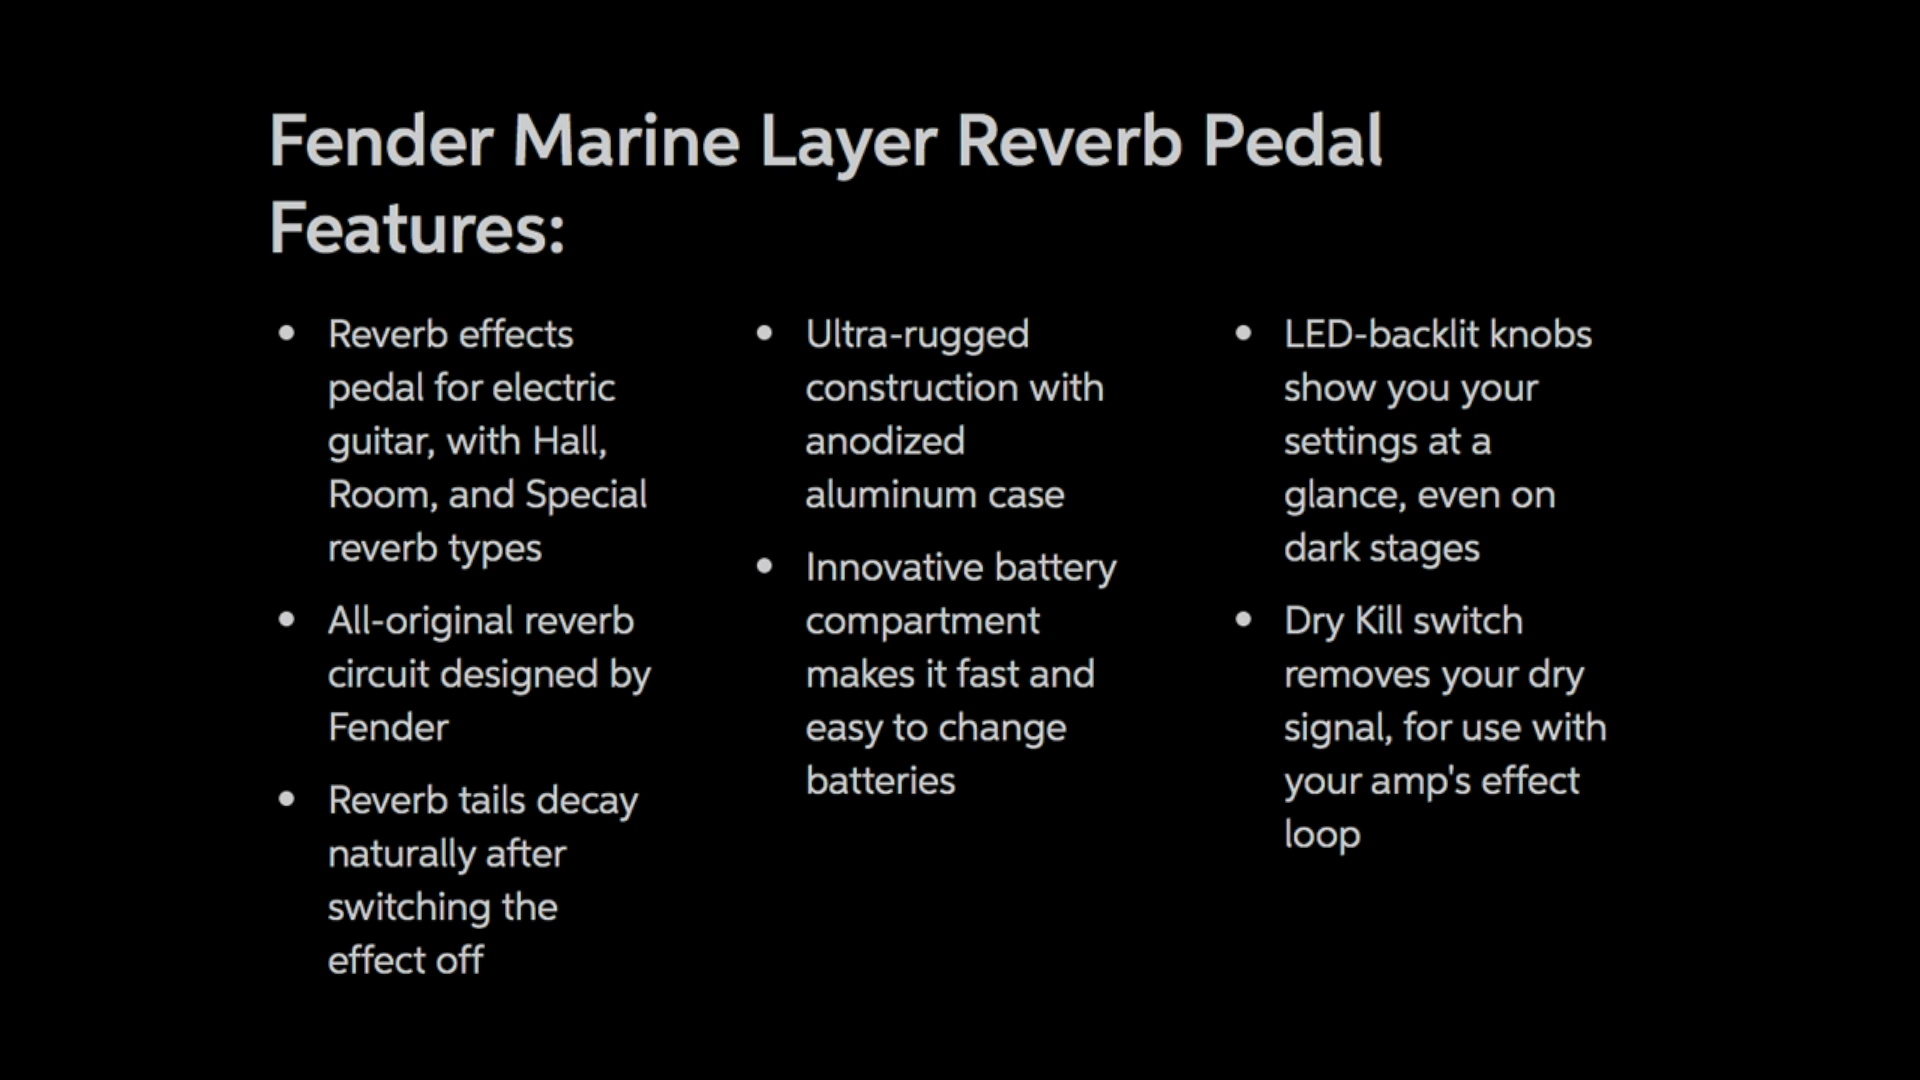 Fender Marine Layer Reverb Pedal
Features:
• Reverb effects
pedal for electric
guitar, with Hall,
Room, and Special
reverb types
• All-original reverb
circuit designed by
Fender
• Reverb tails decay
naturally after
switching the
effect off
• Ultra-rugged
construction with
anodized
aluminum case
• Innovative battery
compartment
makes it fast and
easy to change
batteries
• LED-backlit knobs
show you your
settings at a
glance, even on
dark stages
• Dry Kill switch
removes your dry
signal, for use with
your amp's effect
loop